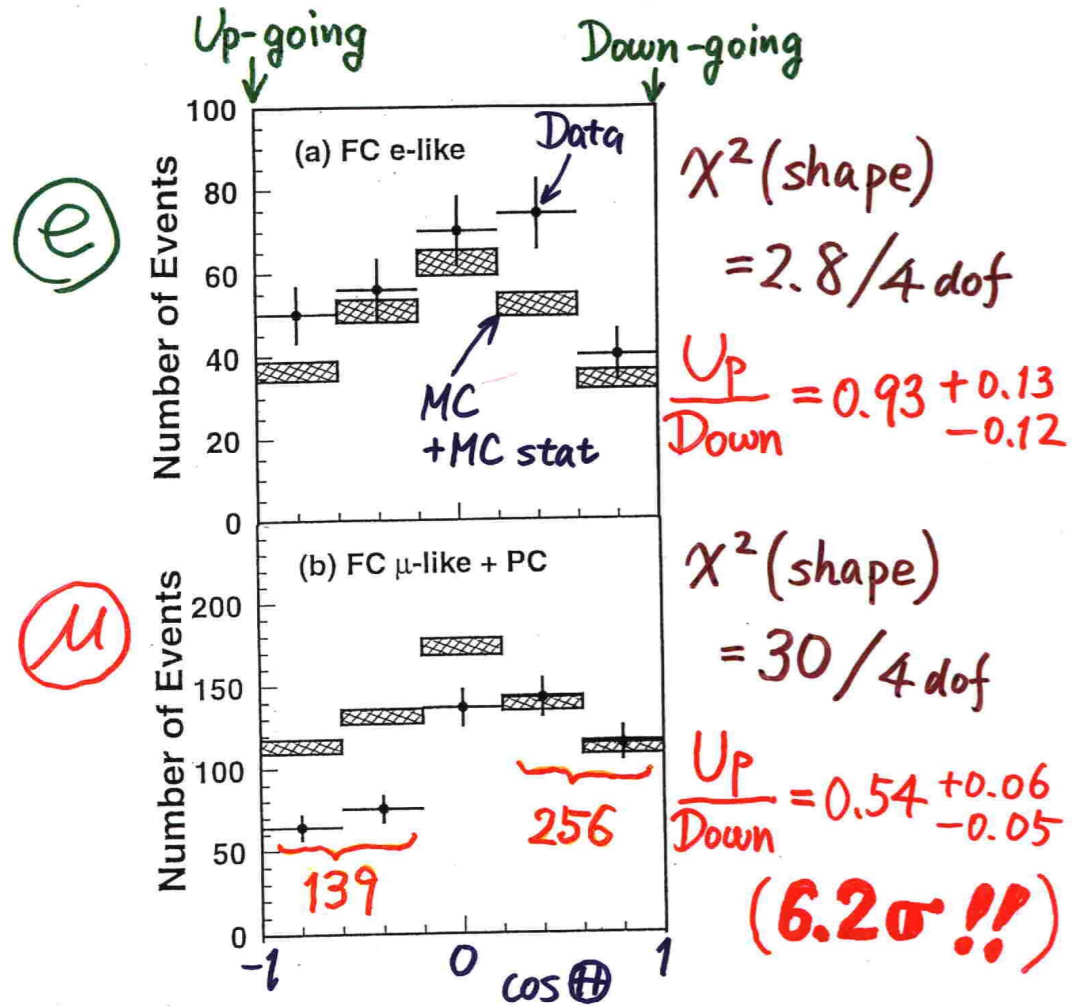 Up-going
Down-going
e
Number of Events
100
80
60
40
20
0
(a) FC e-like
Data
MC
+MC stat
χ² (shape)
= 2.8 / 4 dof
Up
Down
= 0.93 +0.13
−0.12
μ
Number of Events
200
150
100
50
0
(b) FC μ-like + PC
139
256
χ² (shape)
= 30 / 4 dof
Up
Down
= 0.54 +0.06
−0.05
(6.2σ !!)
-1
0
1
cos Θ